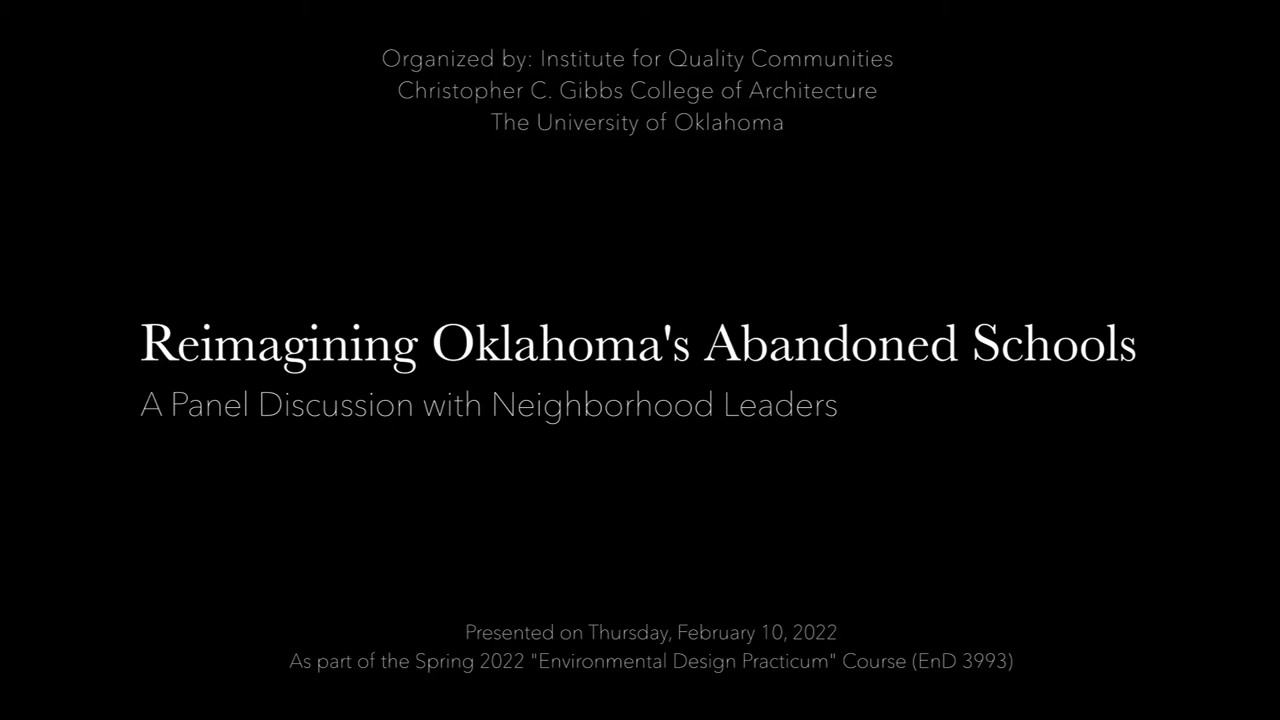 Organized by: Institute for Quality Communities
Christopher C. Gibbs College of Architecture
The University of Oklahoma
Reimagining Oklahoma's Abandoned Schools
A Panel Discussion with Neighborhood Leaders
Presented on Thursday, February 10, 2022
As part of the Spring 2022 "Environmental Design Practicum" Course (EnD 3993)